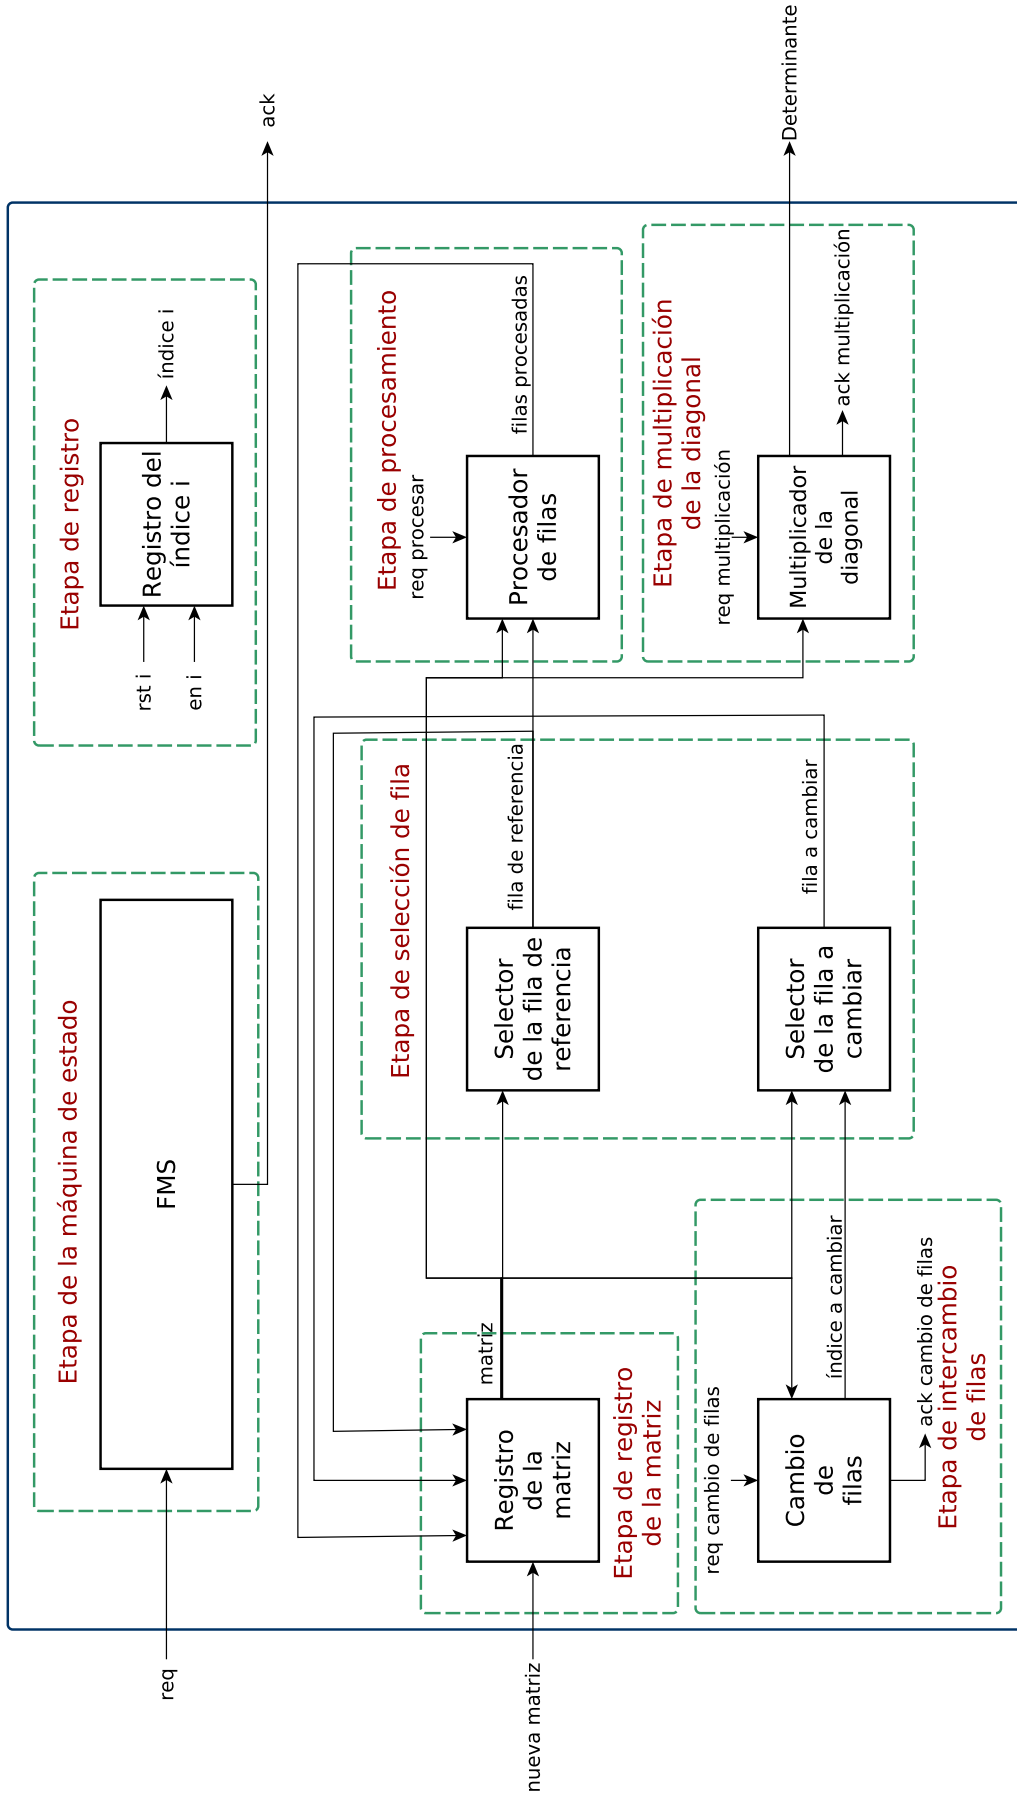 Etapa de la máquina de estado
FMS
req
ack
Etapa de registro
Registro del
índice i
rst i
en i
índice i
nueva matriz
Registro
de la
matriz
Etapa de registro
de la matriz
matriz
Etapa de selección de fila
Selector
de la fila de
referencia
fila de referencia
Selector
de la fila a
cambiar
fila a cambiar
Etapa de procesamiento
req procesar
Procesador
de filas
filas procesadas
req cambio de filas
Cambio
de
filas
índice a cambiar
ack cambio de filas
Etapa de intercambio
de filas
Etapa de multiplicación
de la diagonal
req multiplicación
Multiplicador
de la
diagonal
ack multiplicación
Determinante